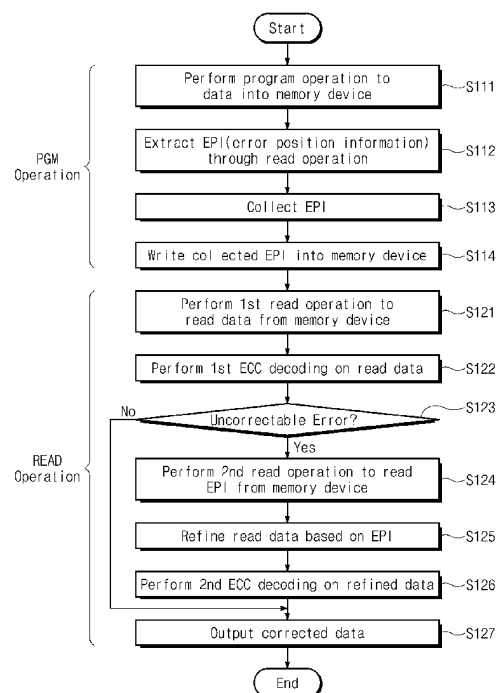 Start
PGM
Operation
Perform program operation to
data into memory device
S111
Extract EPI(error position information)
through read operation
S112
Collect EPI
S113
Write collected EPI into memory device
S114
READ
Operation
Perform 1st read operation to
read data from memory device
S121
Perform 1st ECC decoding on read data
S122
Uncorrectable Error?
S123
No
Yes
Perform 2nd read operation to read
EPI from memory device
S124
Refine read data based on EPI
S125
Perform 2nd ECC decoding on refined data
S126
Output corrected data
S127
End